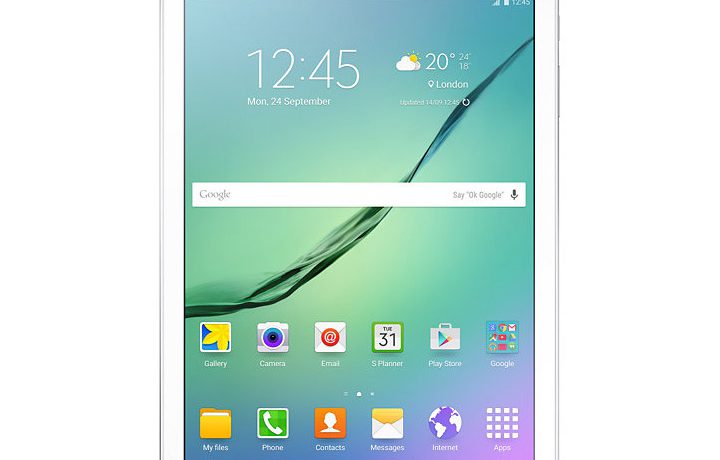 12:45
12:45
Mon, 24 September
20° 24°
18°
London
Updated 14/09 12:45
Google
Say "Ok Google"
TUE
31
Gallery
Camera
Email
S Planner
Play Store
Google
My files
Phone
Contacts
Messages
Internet
Apps